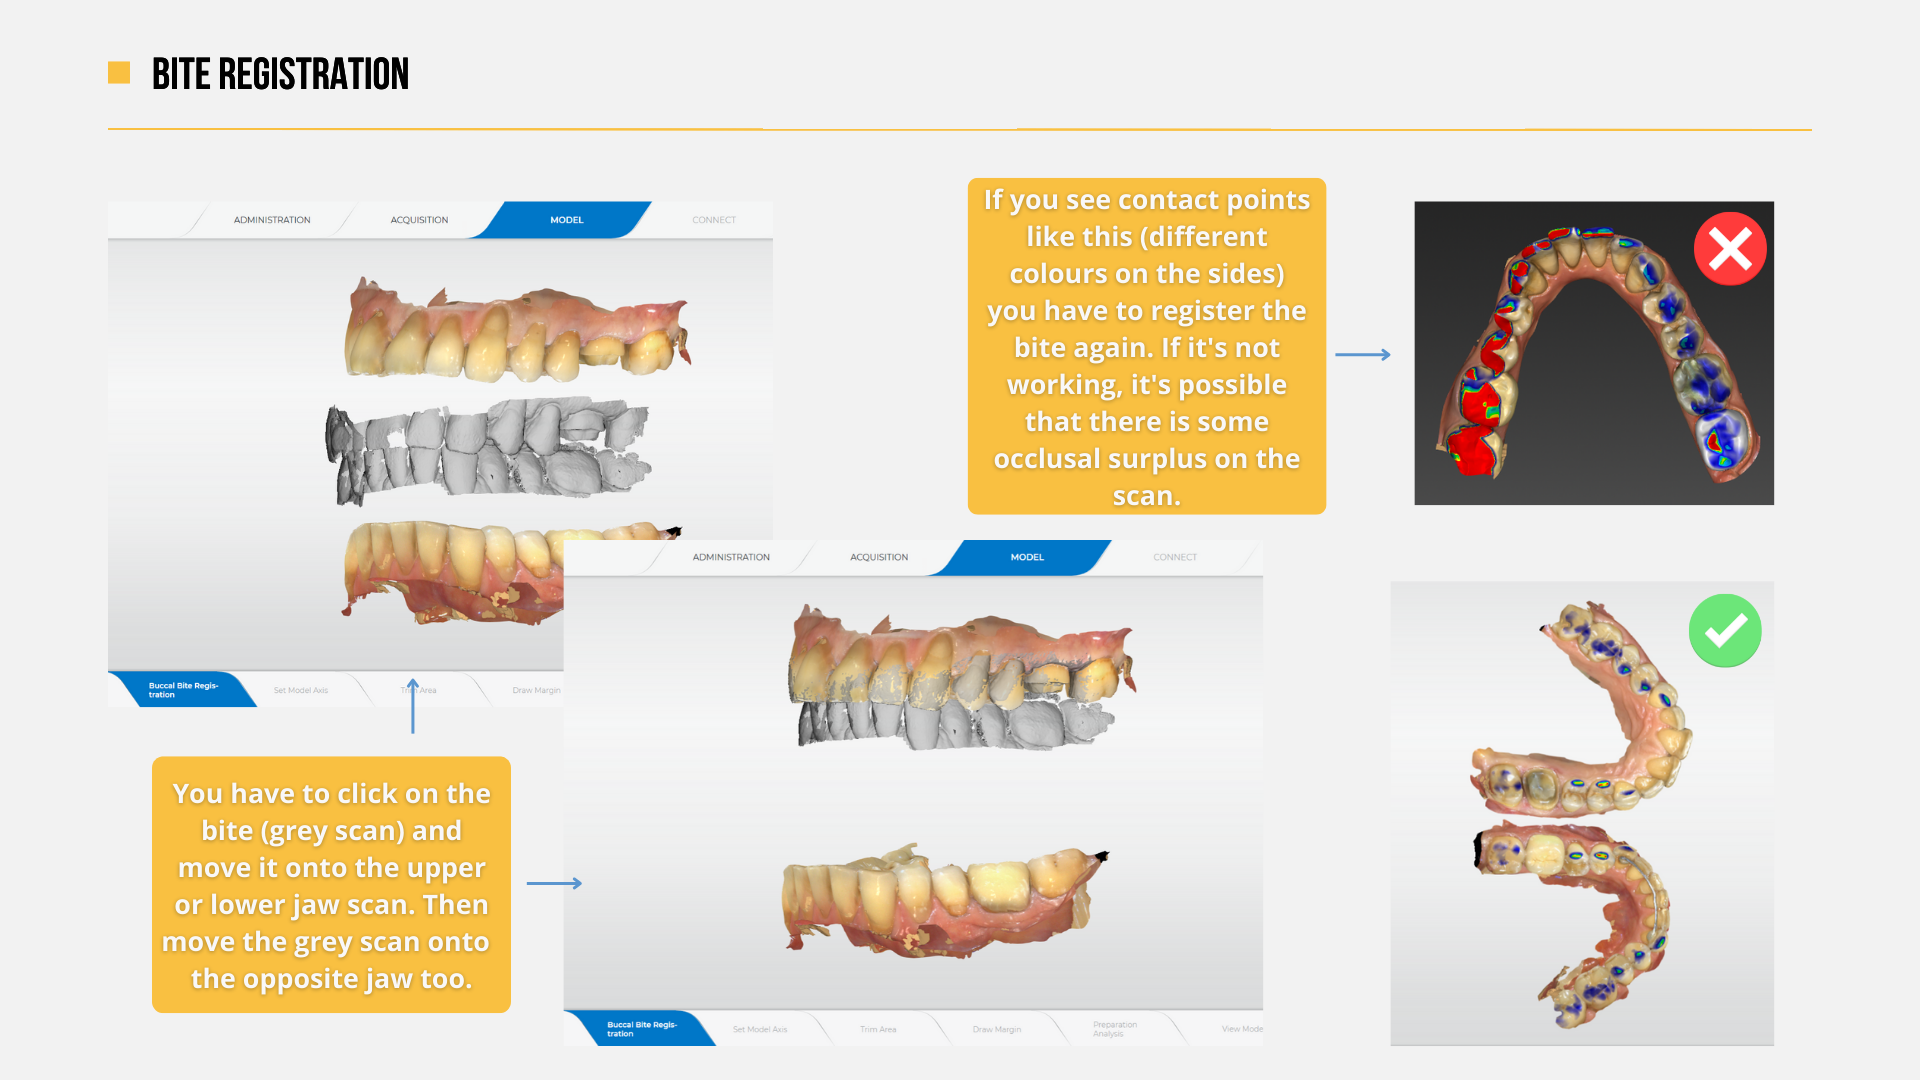 BITE REGISTRATION
ADMINISTRATION
ACQUISITION
MODEL
CONNECT
Buccal Bite Regis-
tration
Set Model Axis
Trim Area
Draw Margin
You have to click on the
bite (grey scan) and
move it onto the upper
or lower jaw scan. Then
move the grey scan onto
the opposite jaw too.
ADMINISTRATION
ACQUISITION
MODEL
CONNECT
Buccal Bite Regis-
tration
Set Model Axis
Trim Area
Draw Margin
Preparation
Analysis
View Mode
If you see contact points
like this (different
colours on the sides)
you have to register the
bite again. If it's not
working, it's possible
that there is some
occlusal surplus on the
scan.